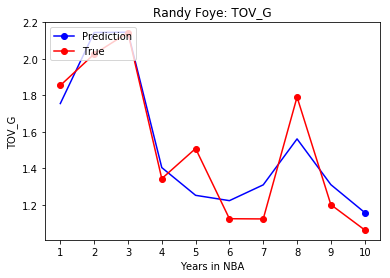 Randy Foye: TOV_G
Prediction
True
TOV_G
2.2
2.0
1.8
1.6
1.4
1.2
1 2 3 4 5 6 7 8 9 10
Years in NBA